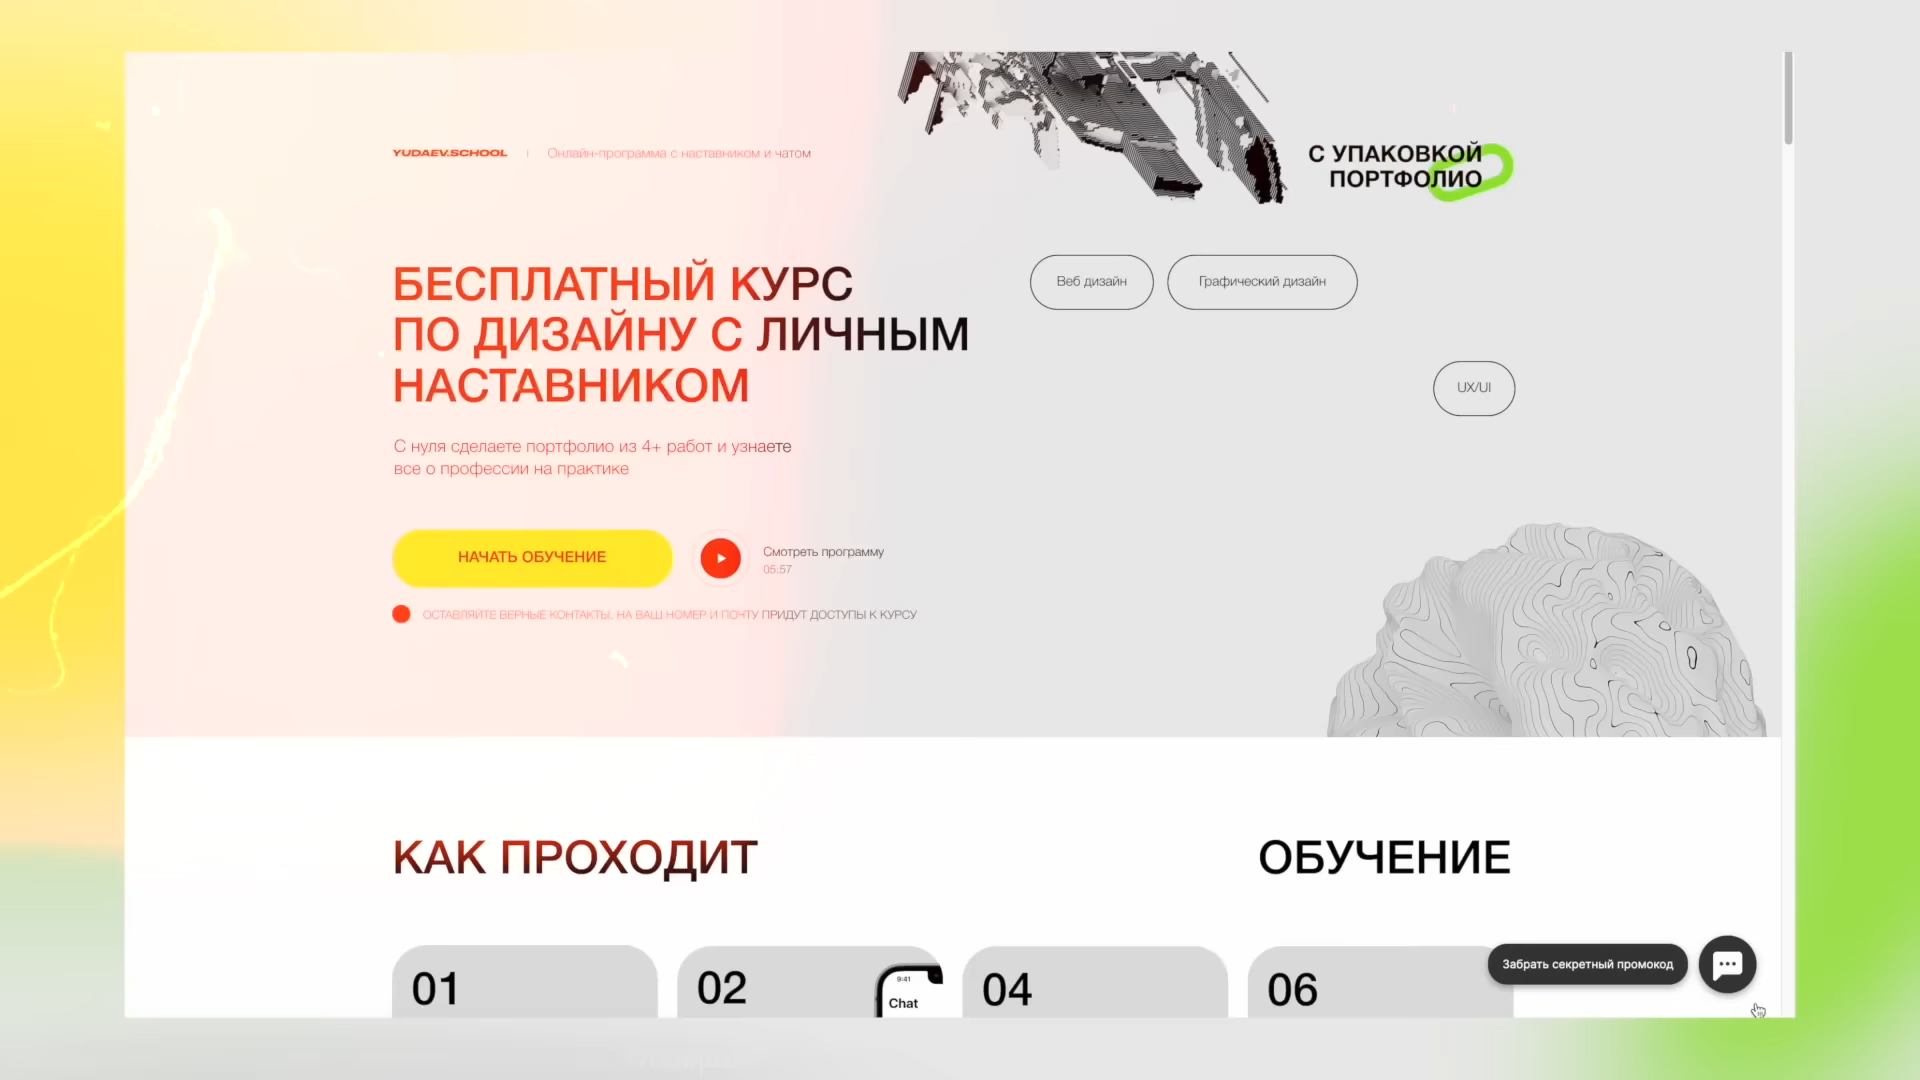 YUDAEV.SCHOOL | Онлайн-программа с наставником и чатом
С УПАКОВКОЙ
ПОРТФОЛИО
БЕСПЛАТНЫЙ КУРС
ПО ДИЗАЙНУ С ЛИЧНЫМ
НАСТАВНИКОМ
Веб дизайн
Графический дизайн
UX/UI
С нуля сделаете портфолио из 4+ работ и узнаете
все о профессии на практике
НАЧАТЬ ОБУЧЕНИЕ
Смотреть программу
05:57
ОСТАВЛЯЙТЕ ВЕРНЫЕ КОНТАКТЫ, НА ВАШ НОМЕР И ПОЧТУ ПРИДУТ ДОСТУПЫ К КУРСУ
КАК ПРОХОДИТ
ОБУЧЕНИЕ
01
02
9:41
Chat
04
06
Забрать секретный промокод